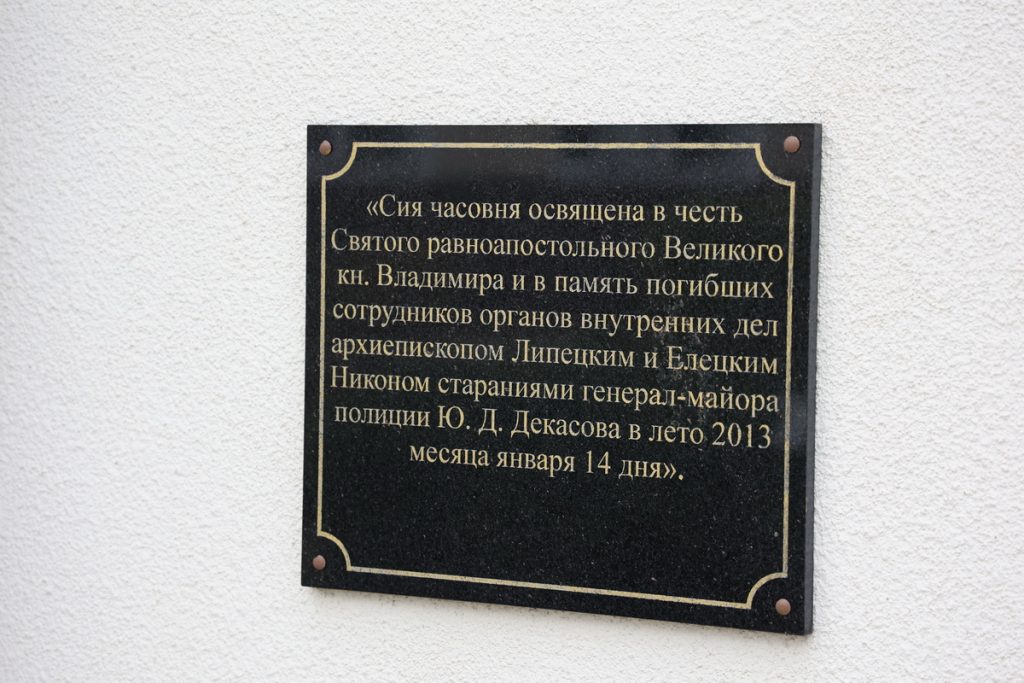 «Сия часовня освящена в честь
Святого равноапостольного Великого
кн. Владимира и в память погибших
сотрудников органов внутренних дел
архиепископом Липецким и Елецким
Никоном стараниями генерал-майора
полиции Ю. Д. Декасова в лето 2013
месяца января 14 дня».